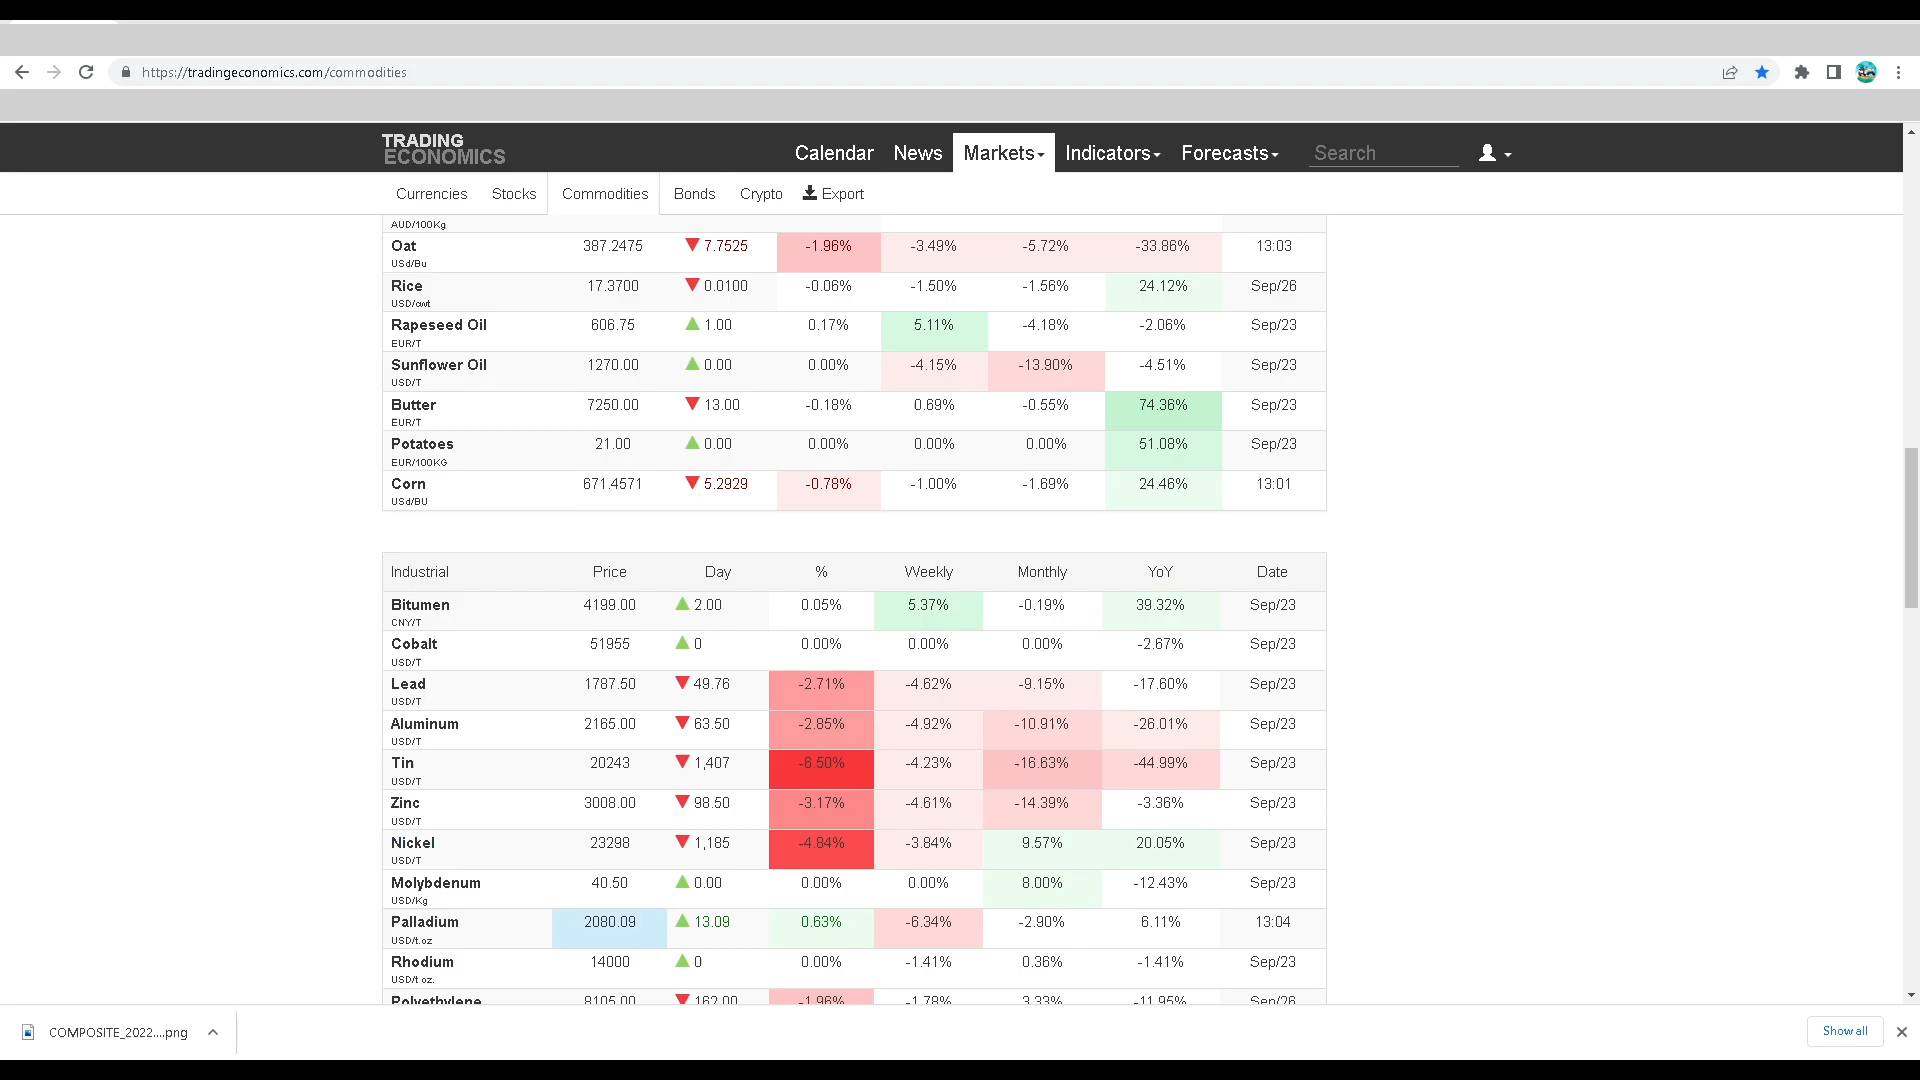 https://tradingeconomics.com/commodities
TRADING
ECONOMICS
Calendar News Markets Indicators Forecasts Search
Currencies Stocks Commodities Bonds Crypto Export
AUD/100Kg
Oat 387.2475 7.7525 -1.96% -3.49% -5.72% -33.86% 13:03
USd/Bu
Rice 17.3700 0.0100 -0.06% -1.50% -1.56% 24.12% Sep/26
USD/cwt
Rapeseed Oil 606.75 1.00 0.17% 5.11% -4.18% -2.06% Sep/23
EUR/T
Sunflower Oil 1270.00 0.00 0.00% -4.15% -13.90% -4.51% Sep/23
USD/T
Butter 7250.00 13.00 -0.18% 0.69% -0.55% 74.36% Sep/23
EUR/T
Potatoes 21.00 0.00 0.00% 0.00% 0.00% 51.08% Sep/23
EUR/100KG
Corn 671.4571 5.2929 -0.78% -1.00% -1.69% 24.46% 13:01
USd/BU
Industrial Price Day % Weekly Monthly YoY Date
Bitumen 4199.00 2.00 0.05% 5.37% -0.19% 39.32% Sep/23
CNY/T
Cobalt 51955 0 0.00% 0.00% 0.00% -2.67% Sep/23
USD/T
Lead 1787.50 49.76 -2.71% -4.62% -9.15% -17.60% Sep/23
USD/T
Aluminum 2165.00 63.50 -2.85% -4.92% -10.91% -26.01% Sep/23
USD/T
Tin 20243 1,407 -6.50% -4.23% -16.63% -44.99% Sep/23
USD/T
Zinc 3008.00 98.50 -3.17% -4.61% -14.39% -3.36% Sep/23
USD/T
Nickel 23298 1,185 -4.84% -3.84% 9.57% 20.05% Sep/23
USD/T
Molybdenum 40.50 0.00 0.00% 0.00% 8.00% -12.43% Sep/23
USD/Kg
Palladium 2080.09 13.09 0.63% -6.34% -2.90% 6.11% 13:04
USD/t.oz
Rhodium 14000 0 0.00% -1.41% 0.36% -1.41% Sep/23
USD/t oz.
Polyethylene 8105.00 162.00 -1.96% -1.78% 3.33% -11.95% Sep/26
COMPOSITE_2022....png Show all